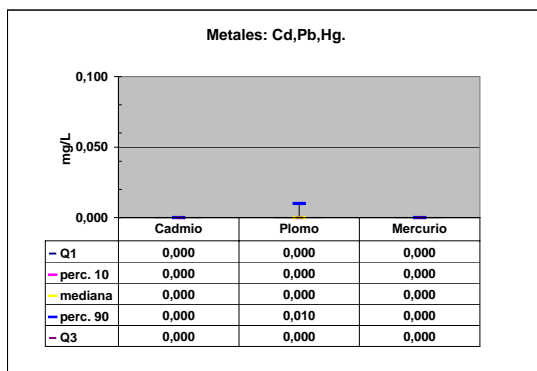 Metales: Cd,Pb,Hg.
0,100
0,050
0,000
mg/L
Cadmio Plomo Mercurio
Q1 0,000 0,000 0,000
perc. 10 0,000 0,000 0,000
mediana 0,000 0,000 0,000
perc. 90 0,000 0,010 0,000
Q3 0,000 0,000 0,000